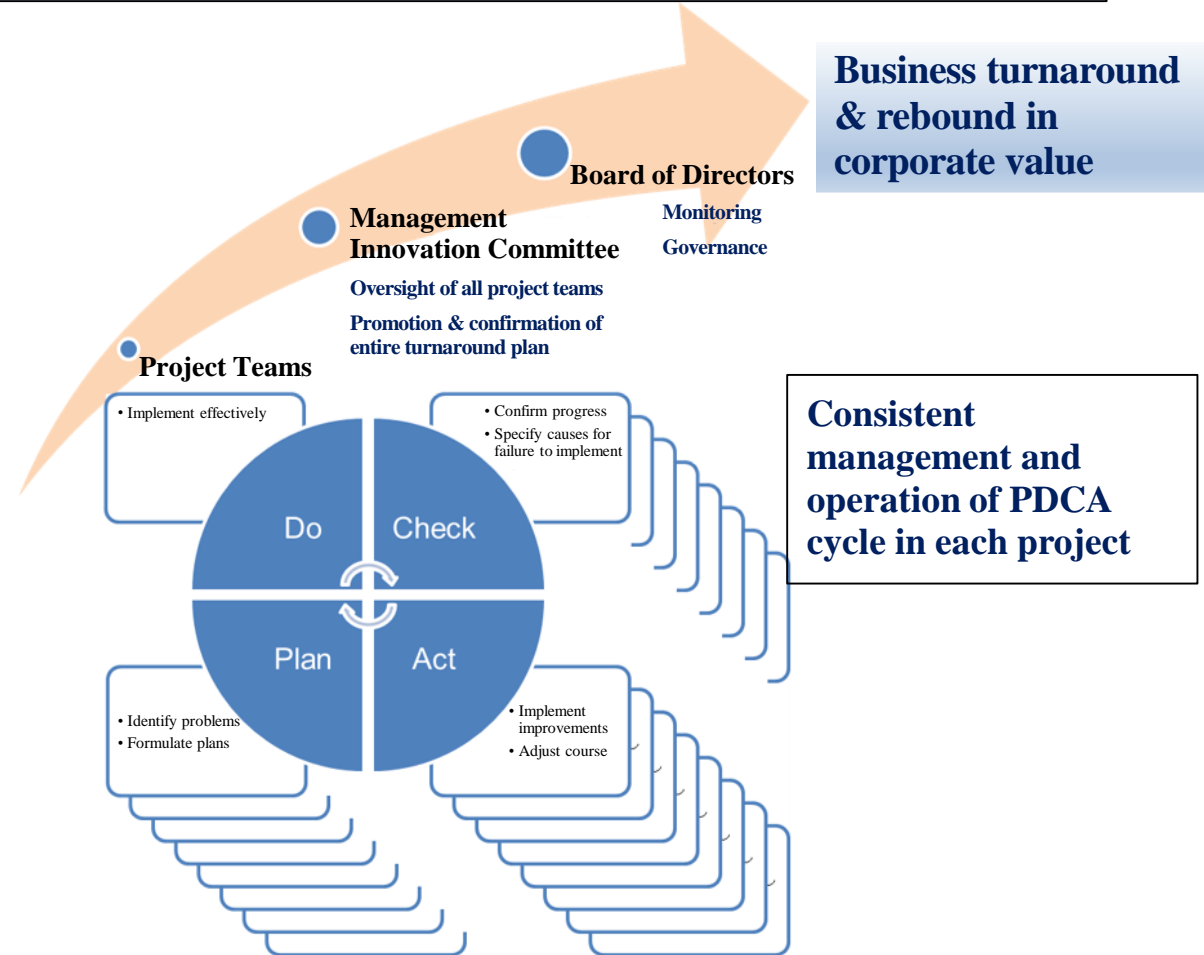 Business turnaround
& rebound in
corporate value
Board of Directors
Monitoring
Governance
Management
Innovation Committee
Oversight of all project teams
Promotion & confirmation of
entire turnaround plan
Project Teams
• Implement effectively
• Confirm progress
• Specify causes for
failure to implement
Consistent
management and
operation of PDCA
cycle in each project
Do
Check
Plan
Act
• Identify problems
• Formulate plans
• Implement
improvements
• Adjust course